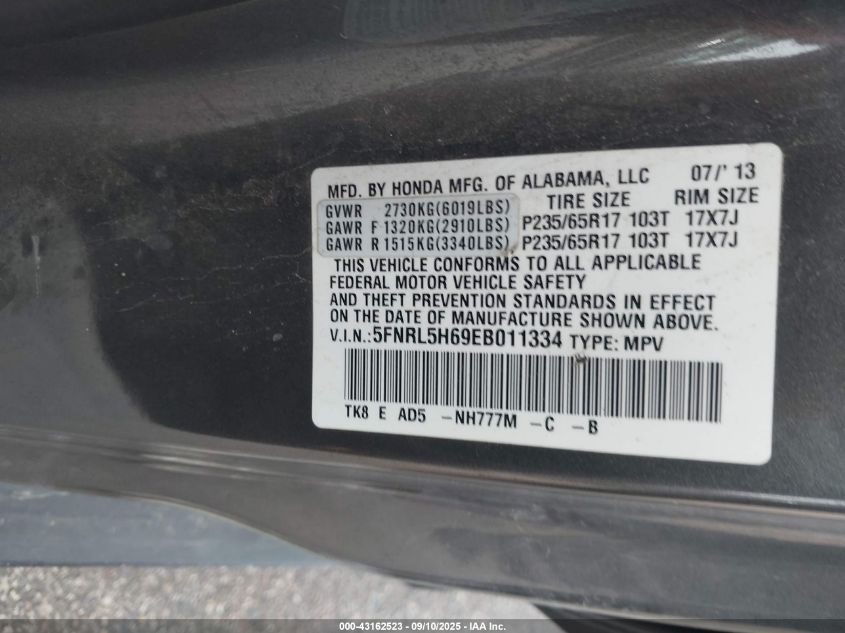 MFD. BY HONDA MFG. OF ALABAMA, LLC 07/'13
TIRE SIZE RIM SIZE
GVWR 2730KG(6019LBS)
GAWR F 1320KG(2910LBS) P235/65R17 103T 17X7J
GAWR R 1515KG(3340LBS) P235/65R17 103T 17X7J
THIS VEHICLE CONFORMS TO ALL APPLICABLE
FEDERAL MOTOR VEHICLE SAFETY
AND THEFT PREVENTION STANDARDS IN EFFECT
ON THE DATE OF MANUFACTURE SHOWN ABOVE.
V.I.N.:5FNRL5H69EB011334 TYPE: MPV
TK8 E AD5 -NH777M -C -B
000-43162523 - 09/10/2025 - IAA Inc.